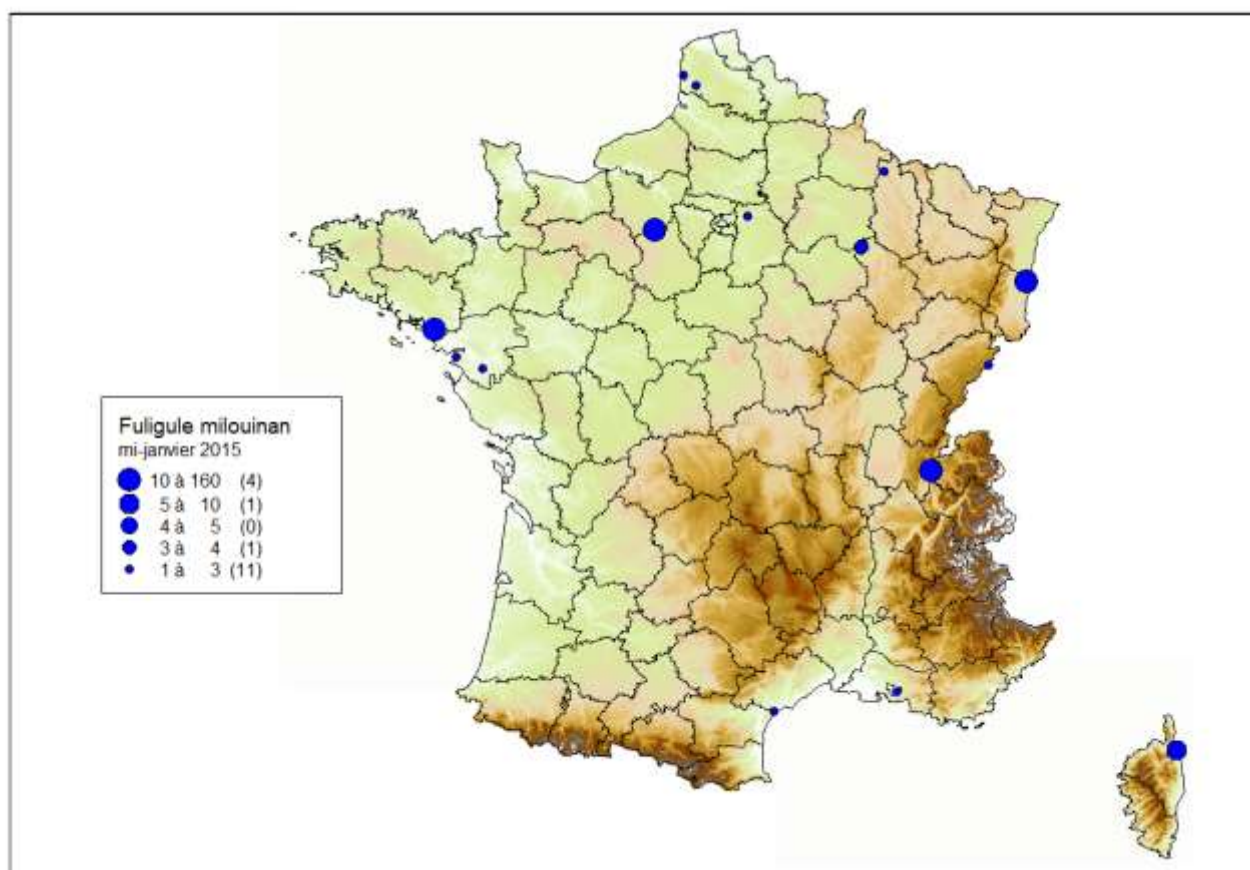 Fuligule milouinan
mi-janvier 2015
10 à 160 (4)
5 à 10 (1)
4 à 5 (0)
3 à 4 (1)
1 à 3 (11)